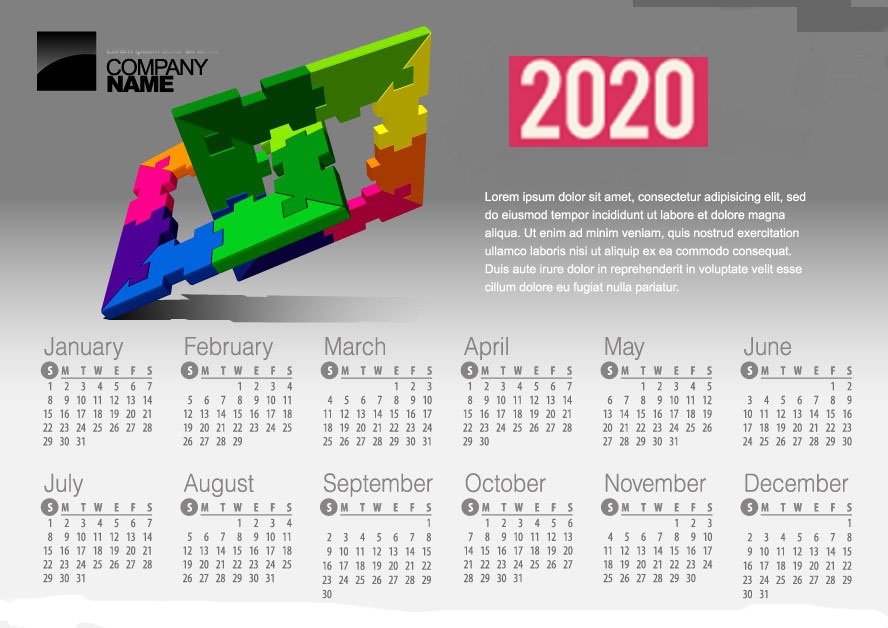 COMPANY
NAME
2020
Lorem ipsum dolor sit amet, consectetur adipisicing elit, sed
do eiusmod tempor incididunt ut labore et dolore magna
aliqua. Ut enim ad minim veniam, quis nostrud exercitation
ullamco laboris nisi ut aliquip ex ea commodo consequat.
Duis aute irure dolor in reprehenderit in voluptate velit esse
cillum dolore eu fugiat nulla pariatur.
January
S M T W E F S
1 2 3 4 5 6 7
8 9 10 11 12 13 14
15 16 17 18 19 20 21
22 23 24 25 26 27 28
29 30 31
February
S M T W E F S
1 2 3 4
5 6 7 8 9 10 11
12 13 14 15 16 17 18
19 20 21 22 23 24 25
26 27 28 29
March
S M T W E F S
1 2 3
4 5 6 7 8 9 10
11 12 13 14 15 16 17
18 19 20 21 22 23 24
25 26 27 28 29 30 31
April
S M T W E F S
1 2 3 4 5 6 7
8 9 10 11 12 13 14
15 16 17 18 19 20 21
22 23 24 25 26 27 28
29 30
May
S M T W E F S
1 2 3 4 5
6 7 8 9 10 11 12
13 14 15 16 17 18 19
20 21 22 23 24 25 26
27 28 29 30 31
June
S M T W E F S
1 2
3 4 5 6 7 8 9
10 11 12 13 14 15 16
17 18 19 20 21 22 23
24 25 26 27 28 29 30
July
S M T W E F S
1 2 3 4 5 6 7
8 9 10 11 12 13 14
15 16 17 18 19 20 21
22 23 24 25 26 27 28
29 30 31
August
S M T W E F S
1 2 3 4
5 6 7 8 9 10 11
12 13 14 15 16 17 18
19 20 21 22 23 24 25
26 27 28 29 30 31
September
S M T W E F S
1
2 3 4 5 6 7 8
9 10 11 12 13 14 15
16 17 18 19 20 21 22
23 24 25 26 27 28 29
30
October
S M T W E F S
1 2 3 4 5 6
7 8 9 10 11 12 13
14 15 16 17 18 19 20
21 22 23 24 25 26 27
28 29 30 31
November
S M T W E F S
1 2 3
4 5 6 7 8 9 10
11 12 13 14 15 16 17
18 19 20 21 22 23 24
25 26 27 28 29 30
December
S M T W E F S
1
2 3 4 5 6 7 8
9 10 11 12 13 14 15
16 17 18 19 20 21 22
23 24 25 26 27 28 29
30 31